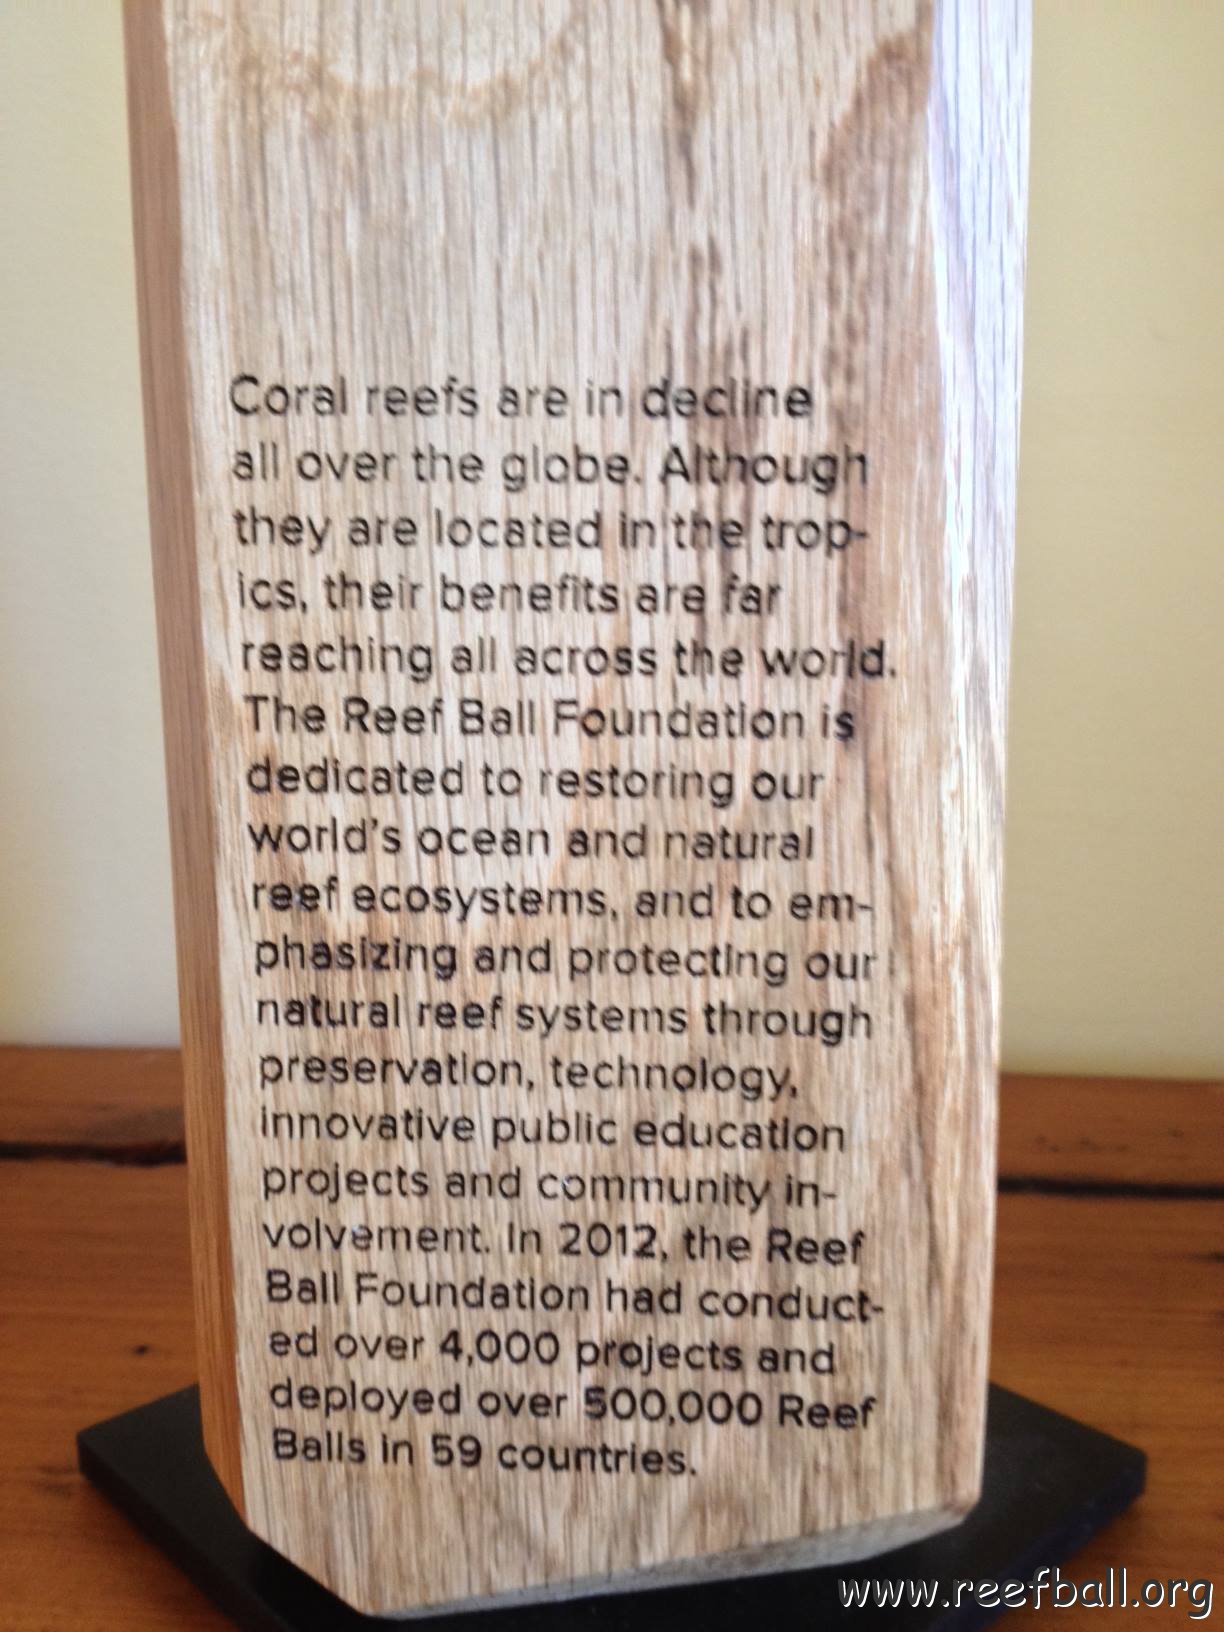 Coral reefs are in decline
all over the globe. Although
they are located in the trop-
ics, their benefits are far
reaching all across the world.
The Reef Ball Foundation is
dedicated to restoring our
world's ocean and natural
reef ecosystems, and to em-
phasizing and protecting our
natural reef systems through
preservation, technology,
innovative public education
projects and community in-
volvement. In 2012, the Reef
Ball Foundation had conduct-
ed over 4,000 projects and
deployed over 500,000 Reef
Balls in 59 countries.
www.reefball.org